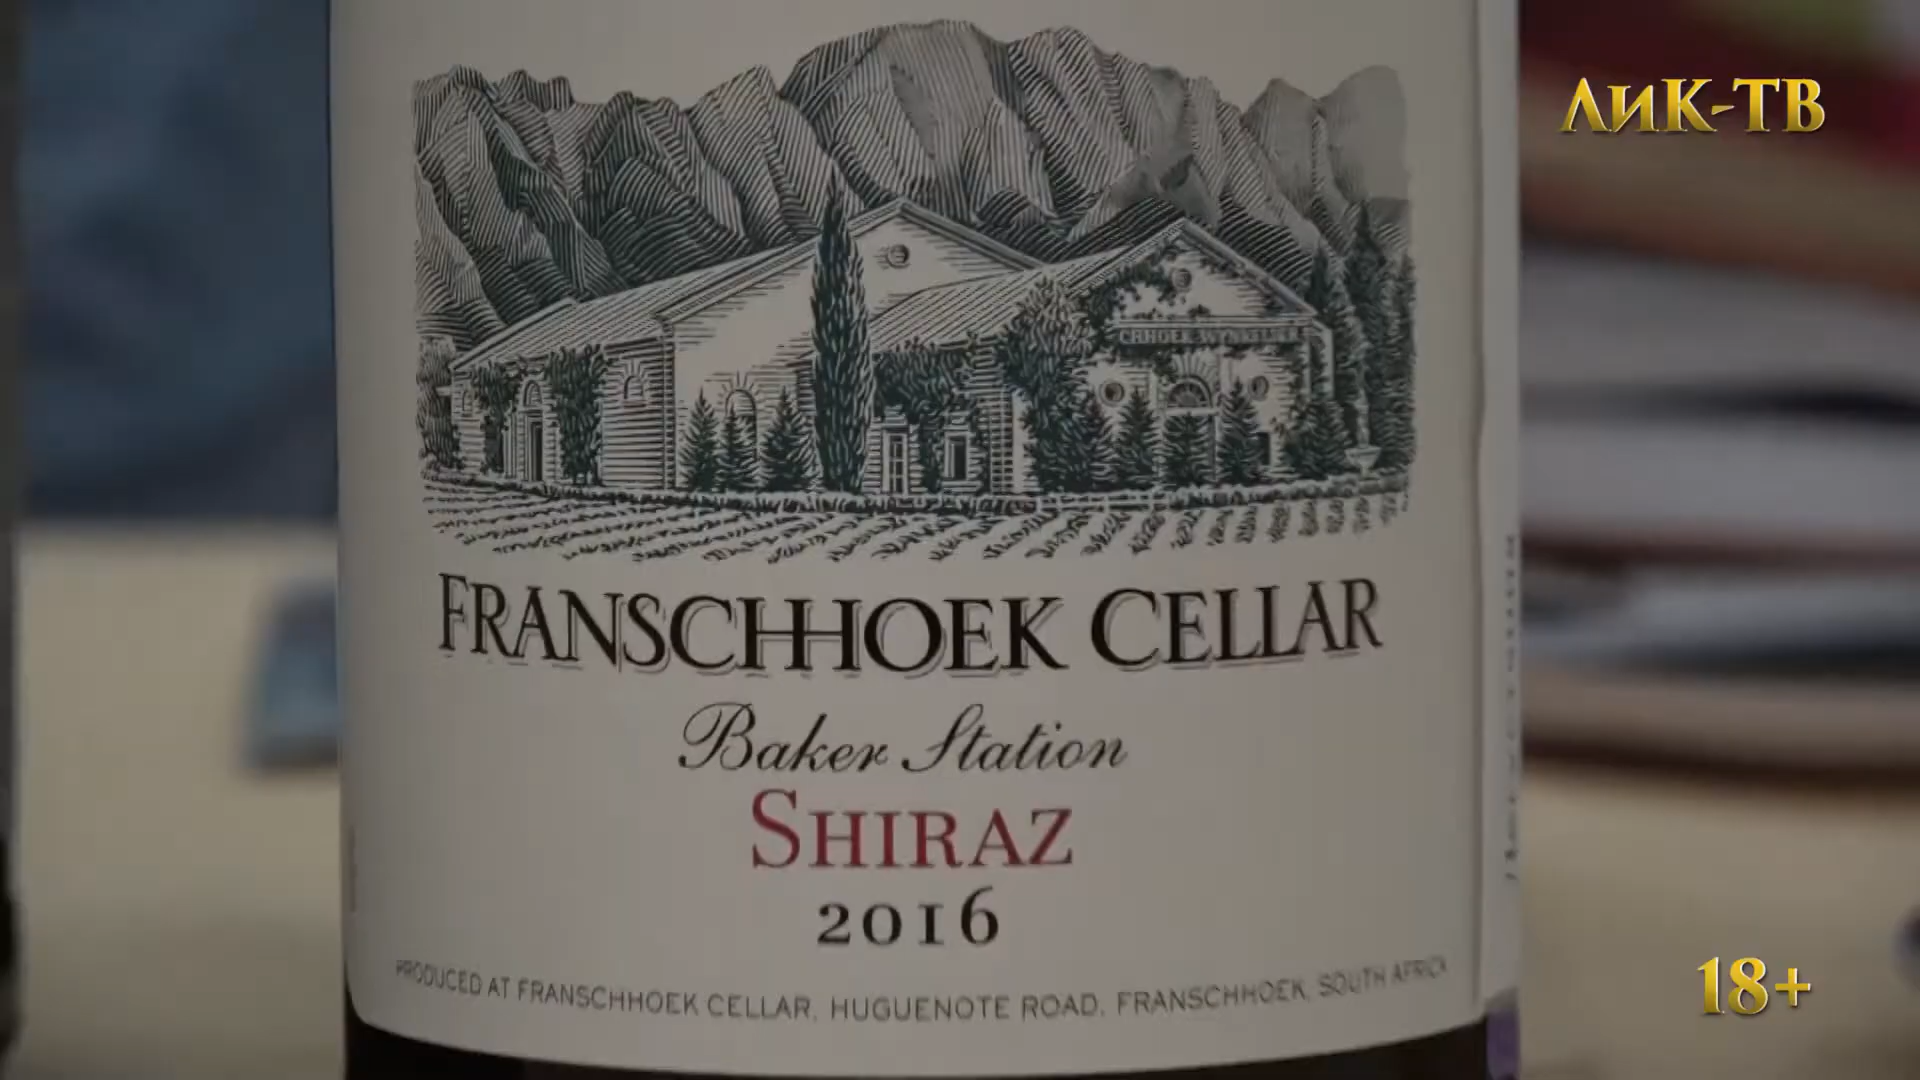 ЛиК-ТВ
FRANSCHHOEK CELLAR
Baker Station
SHIRAZ
2016
PRODUCED AT FRANSCHHOEK CELLAR, HUGUENOTE ROAD, FRANSCHHOEK, SOUTH AFRICA
18+